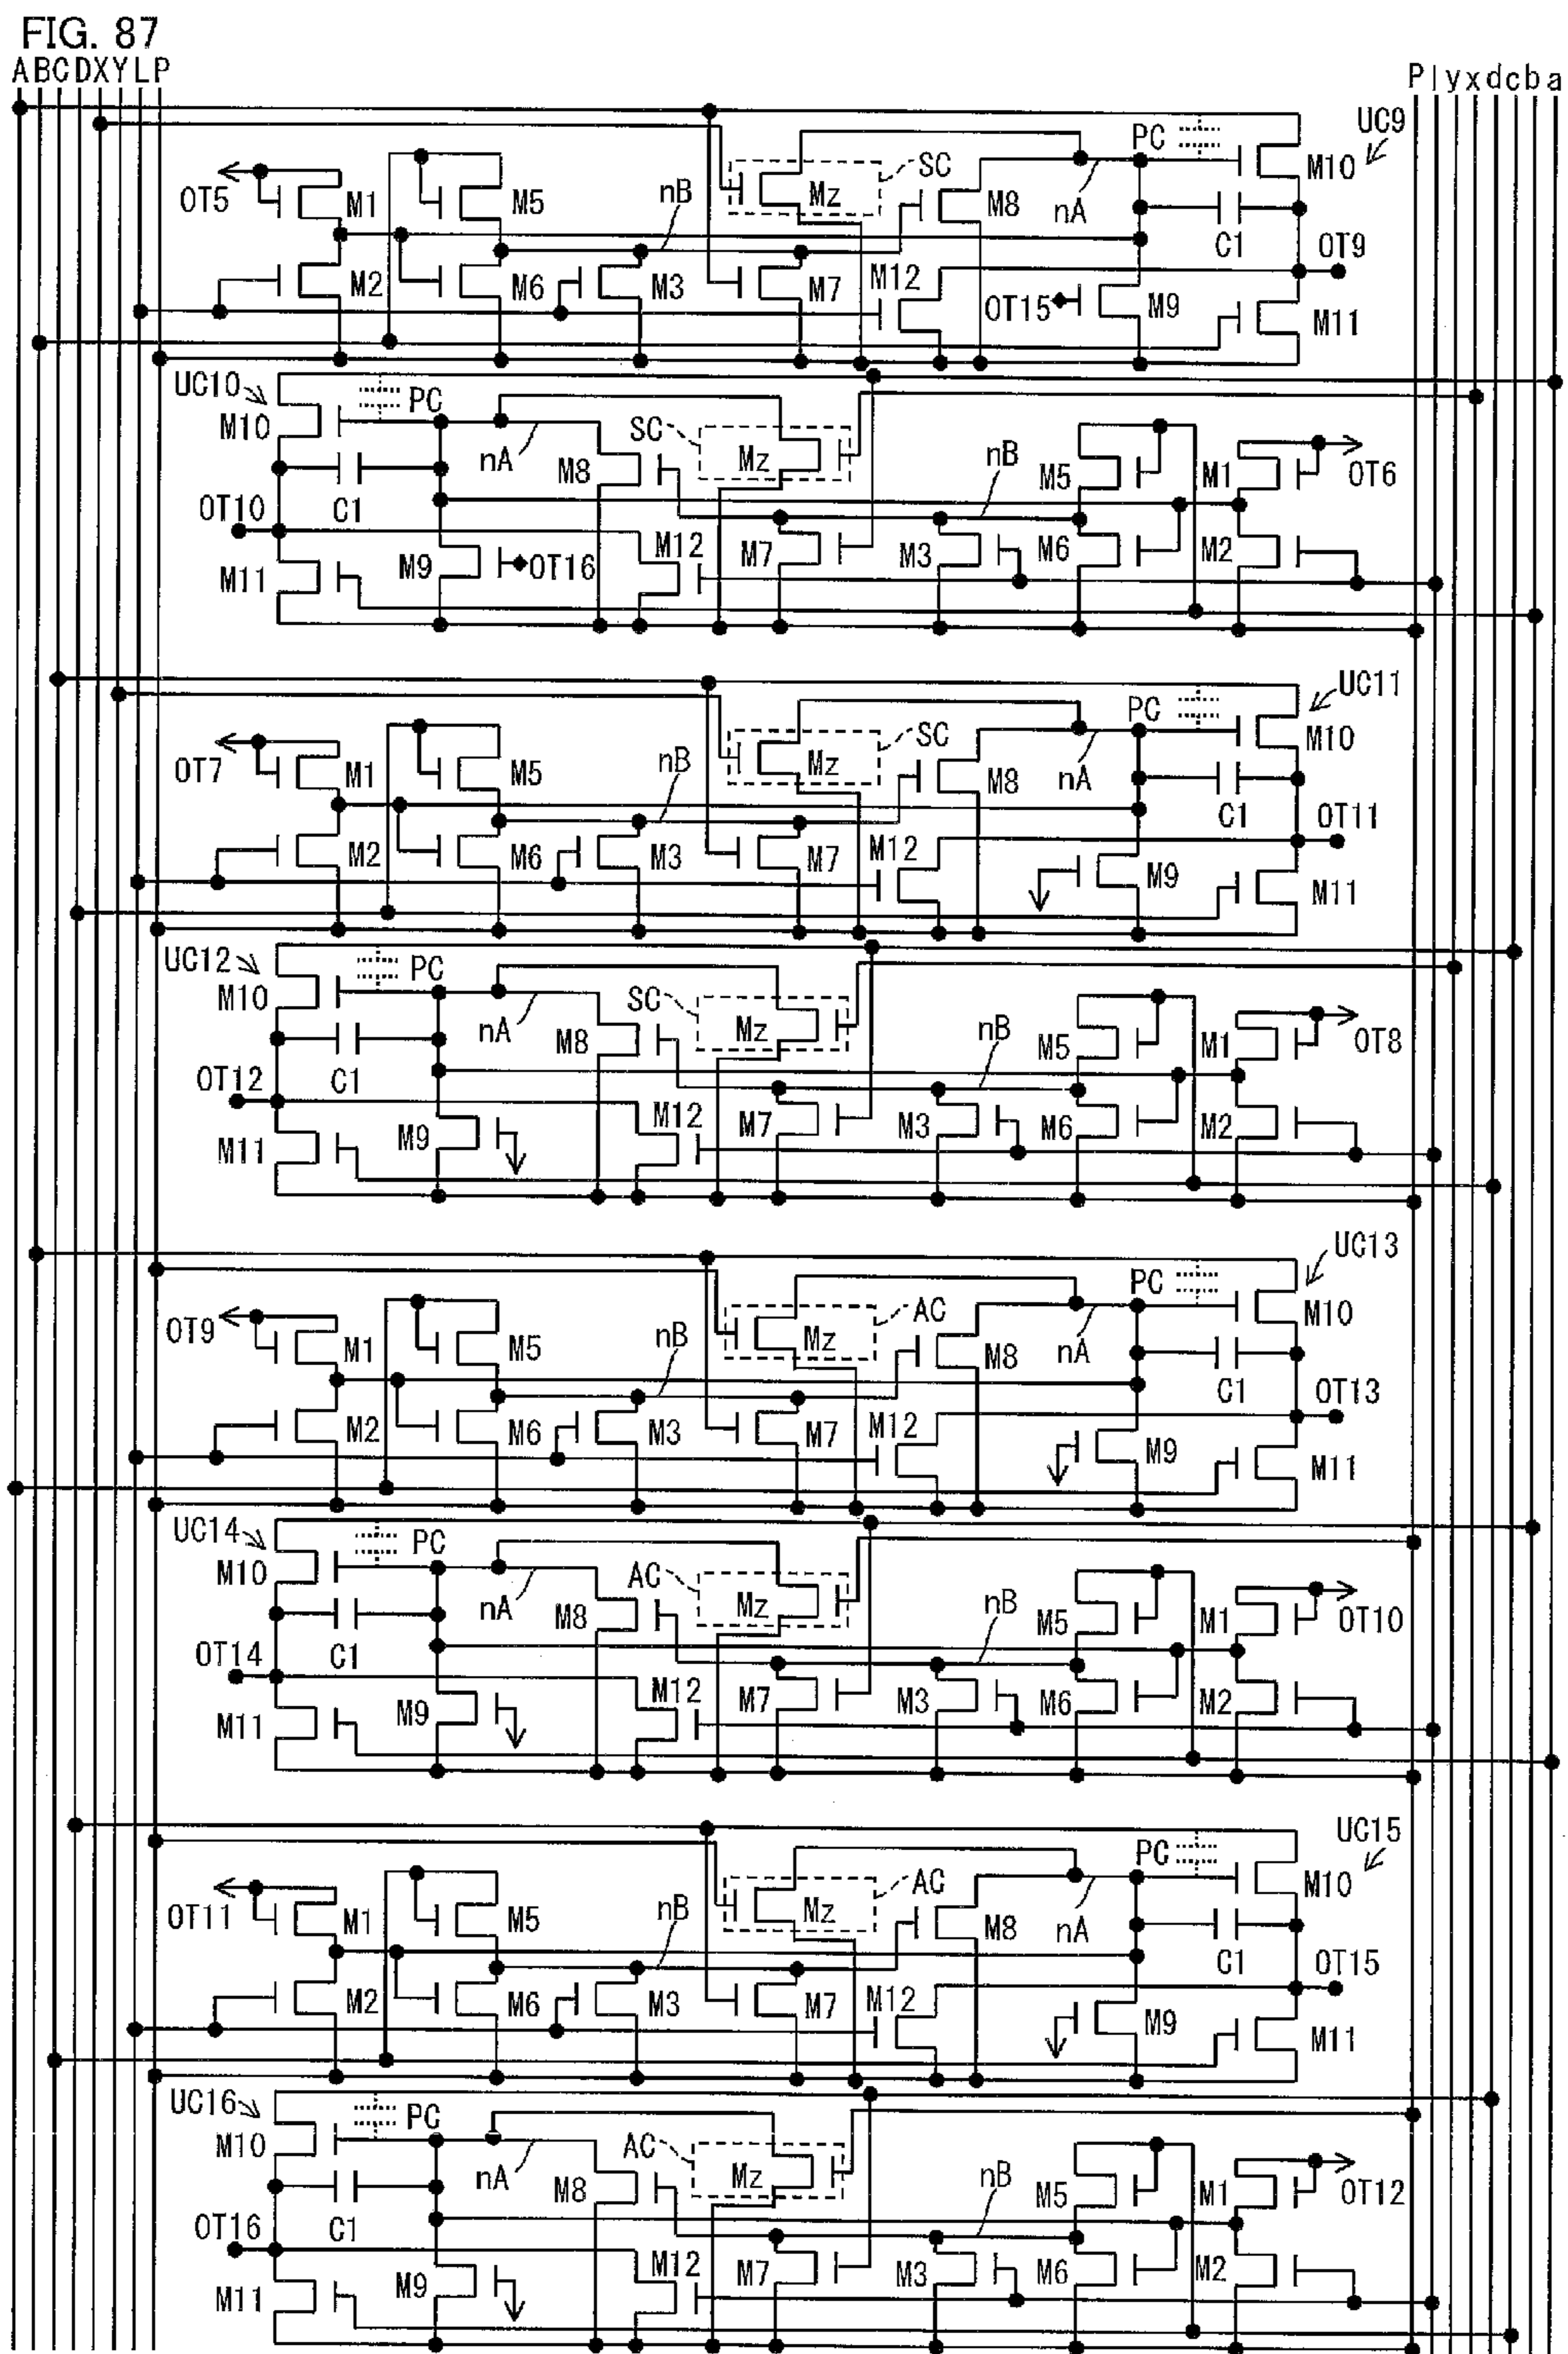 FIG. 87
ABCDXYLP
Plyxdcba
UC9
PC
M10
SC
Mz
nB
M8
nA
OT5
M1
M5
C1
OT9
M2
M6
M3
M7
M12
OT15
M9
M11
UC10
M10
PC
SC
Mz
nA
M8
nB
M5
M1
OT6
OT10
C1
M11
M9
OT16
M12
M7
M3
M6
M2
UC11
PC
M10
SC
Mz
nB
M8
nA
OT7
M1
M5
C1
OT11
M2
M6
M3
M7
M12
M9
M11
UC12
M10
PC
SC
Mz
nA
M8
nB
M5
M1
OT8
OT12
C1
M11
M9
M12
M7
M3
M6
M2
UC13
PC
M10
AC
Mz
nB
M8
nA
OT9
M1
M5
C1
OT13
M2
M6
M3
M7
M12
M9
M11
UC14
M10
PC
AC
Mz
nA
M8
nB
M5
M1
OT10
OT14
C1
M11
M9
M12
M7
M3
M6
M2
UC15
PC
M10
AC
Mz
nB
M8
nA
OT11
M1
M5
C1
OT15
M2
M6
M3
M7
M12
M9
M11
UC16
M10
PC
AC
Mz
nA
M8
nB
M5
M1
OT12
OT16
C1
M11
M9
M12
M7
M3
M6
M2